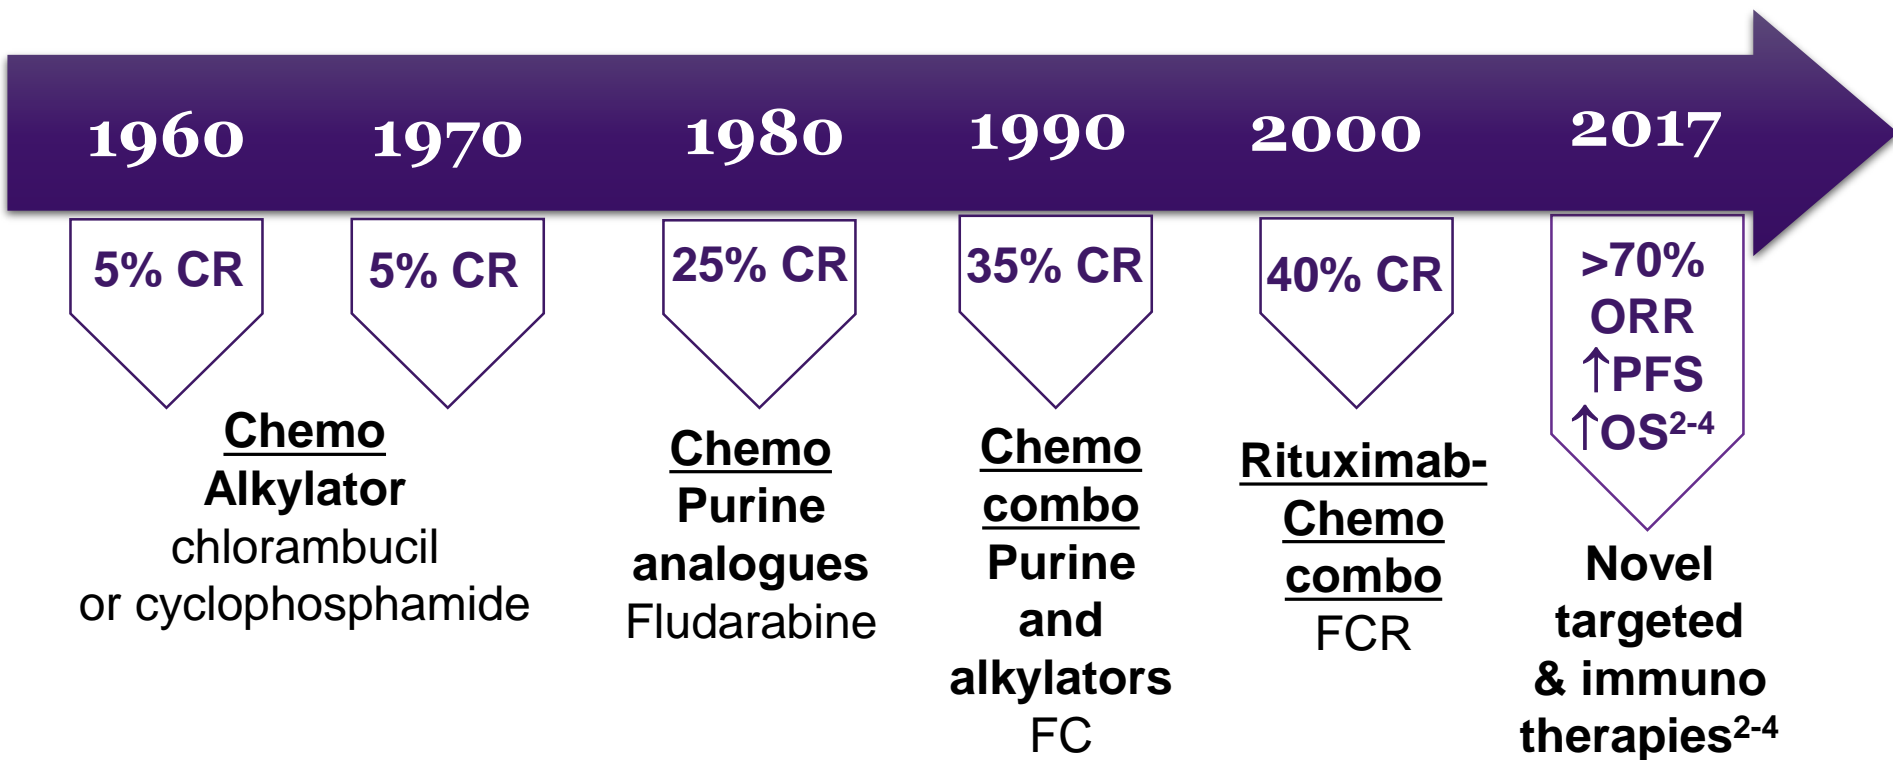 1960 1970 1980 1990 2000 2017
5% CR
5% CR
25% CR
35% CR
40% CR
>70%
ORR
↑PFS
↑OS2-4
Chemo
Alkylator
chlorambucil
or cyclophosphamide
Chemo
Purine
analogues
Fludarabine
Chemo
combo
Purine
and
alkylators
FC
Rituximab-
Chemo
combo
FCR
Novel
targeted
& immuno
therapies2-4